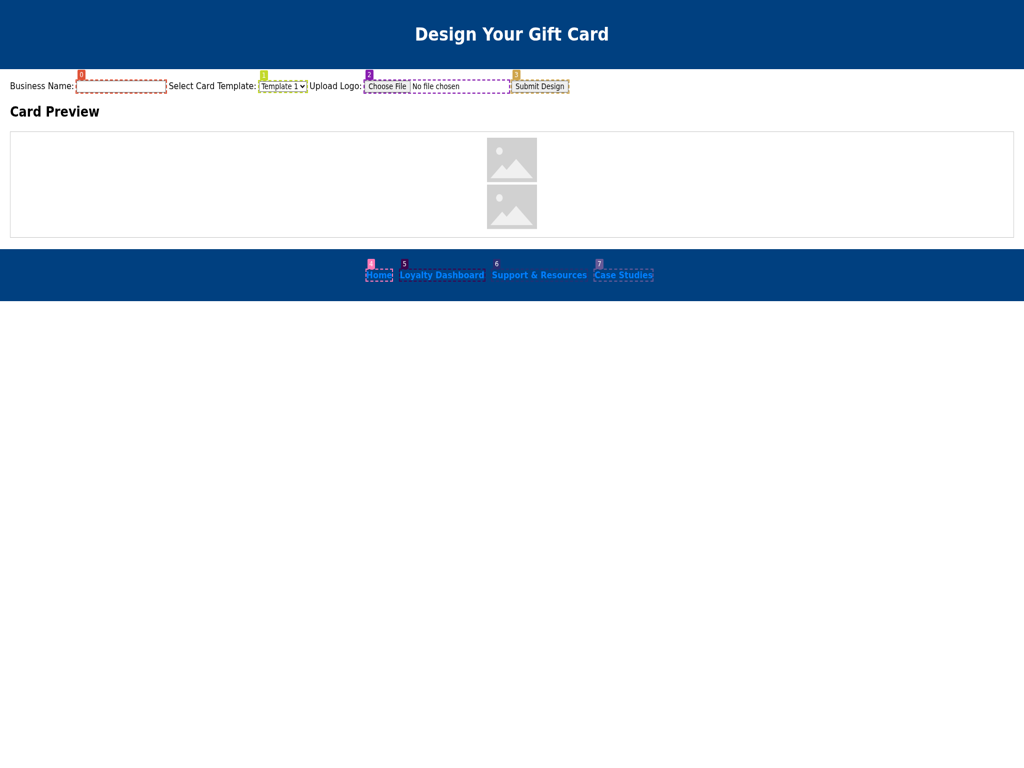 Design Your Gift Card
0 1 2 3
Business Name: Select Card Template: Template 1 Upload Logo: Choose File No file chosen Submit Design
Card Preview
4 5 6 7
Home Loyalty Dashboard Support & Resources Case Studies